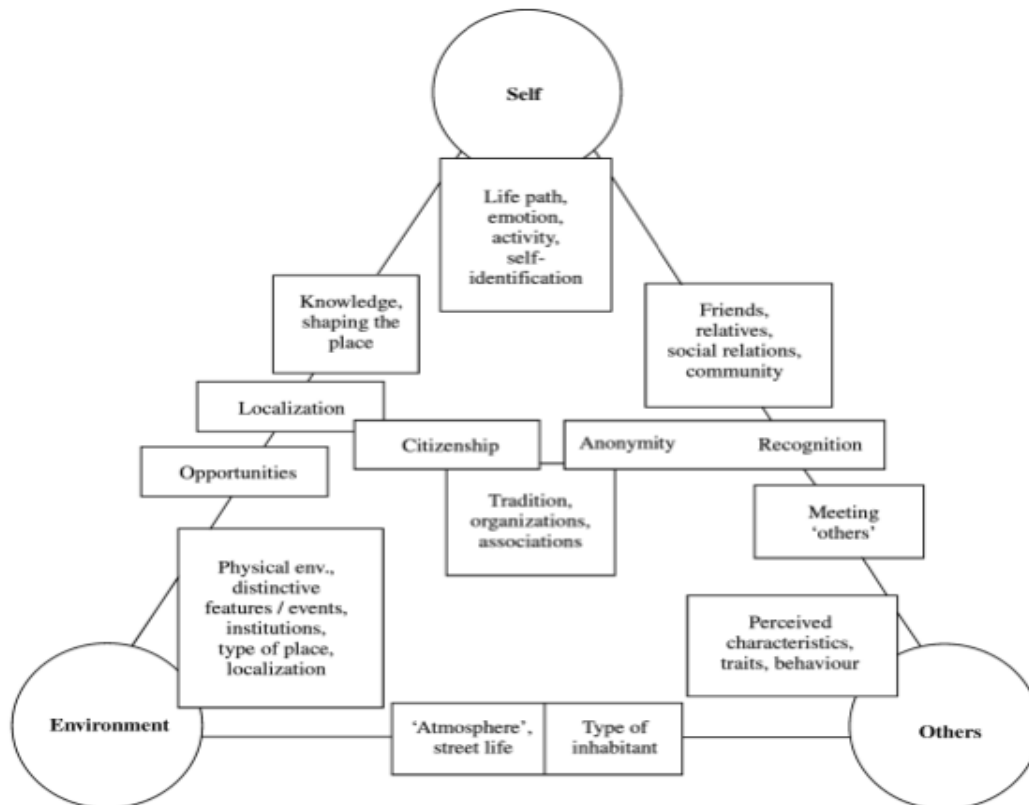 Self
Life path,
emotion,
activity,
self-
identification
Knowledge,
shaping the
place
Friends,
relatives,
social relations,
community
Localization
Citizenship
Anonymity
Recognition
Opportunities
Tradition,
organizations,
associations
Meeting
‘others’
Physical env.,
distinctive
features / events,
institutions,
type of place,
localization
Perceived
characteristics,
traits, behaviour
Environment
‘Atmosphere’,
street life
Type of
inhabitant
Others